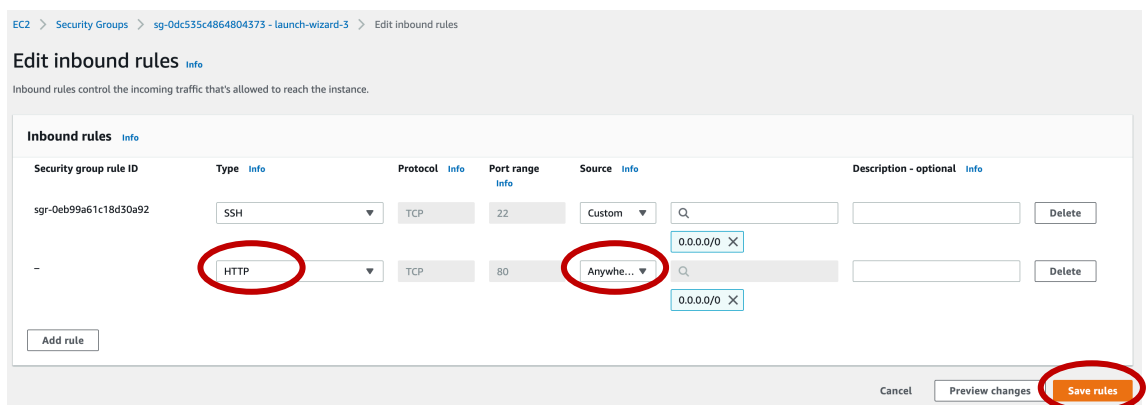 EC2 > Security Groups > sg-0dc535c4864804373 - launch-wizard-3 > Edit inbound rules
Edit inbound rules Info
Inbound rules control the incoming traffic that's allowed to reach the instance.
Inbound rules Info
Security group rule ID Type Info Protocol Info Port range Info Source Info Description - optional Info
sgr-0eb99a61c18d30a92 SSH TCP 22 Custom Delete
0.0.0.0/0 X
– HTTP TCP 80 Anywhe... Delete
0.0.0.0/0 X
Add rule
Cancel Preview changes Save rules